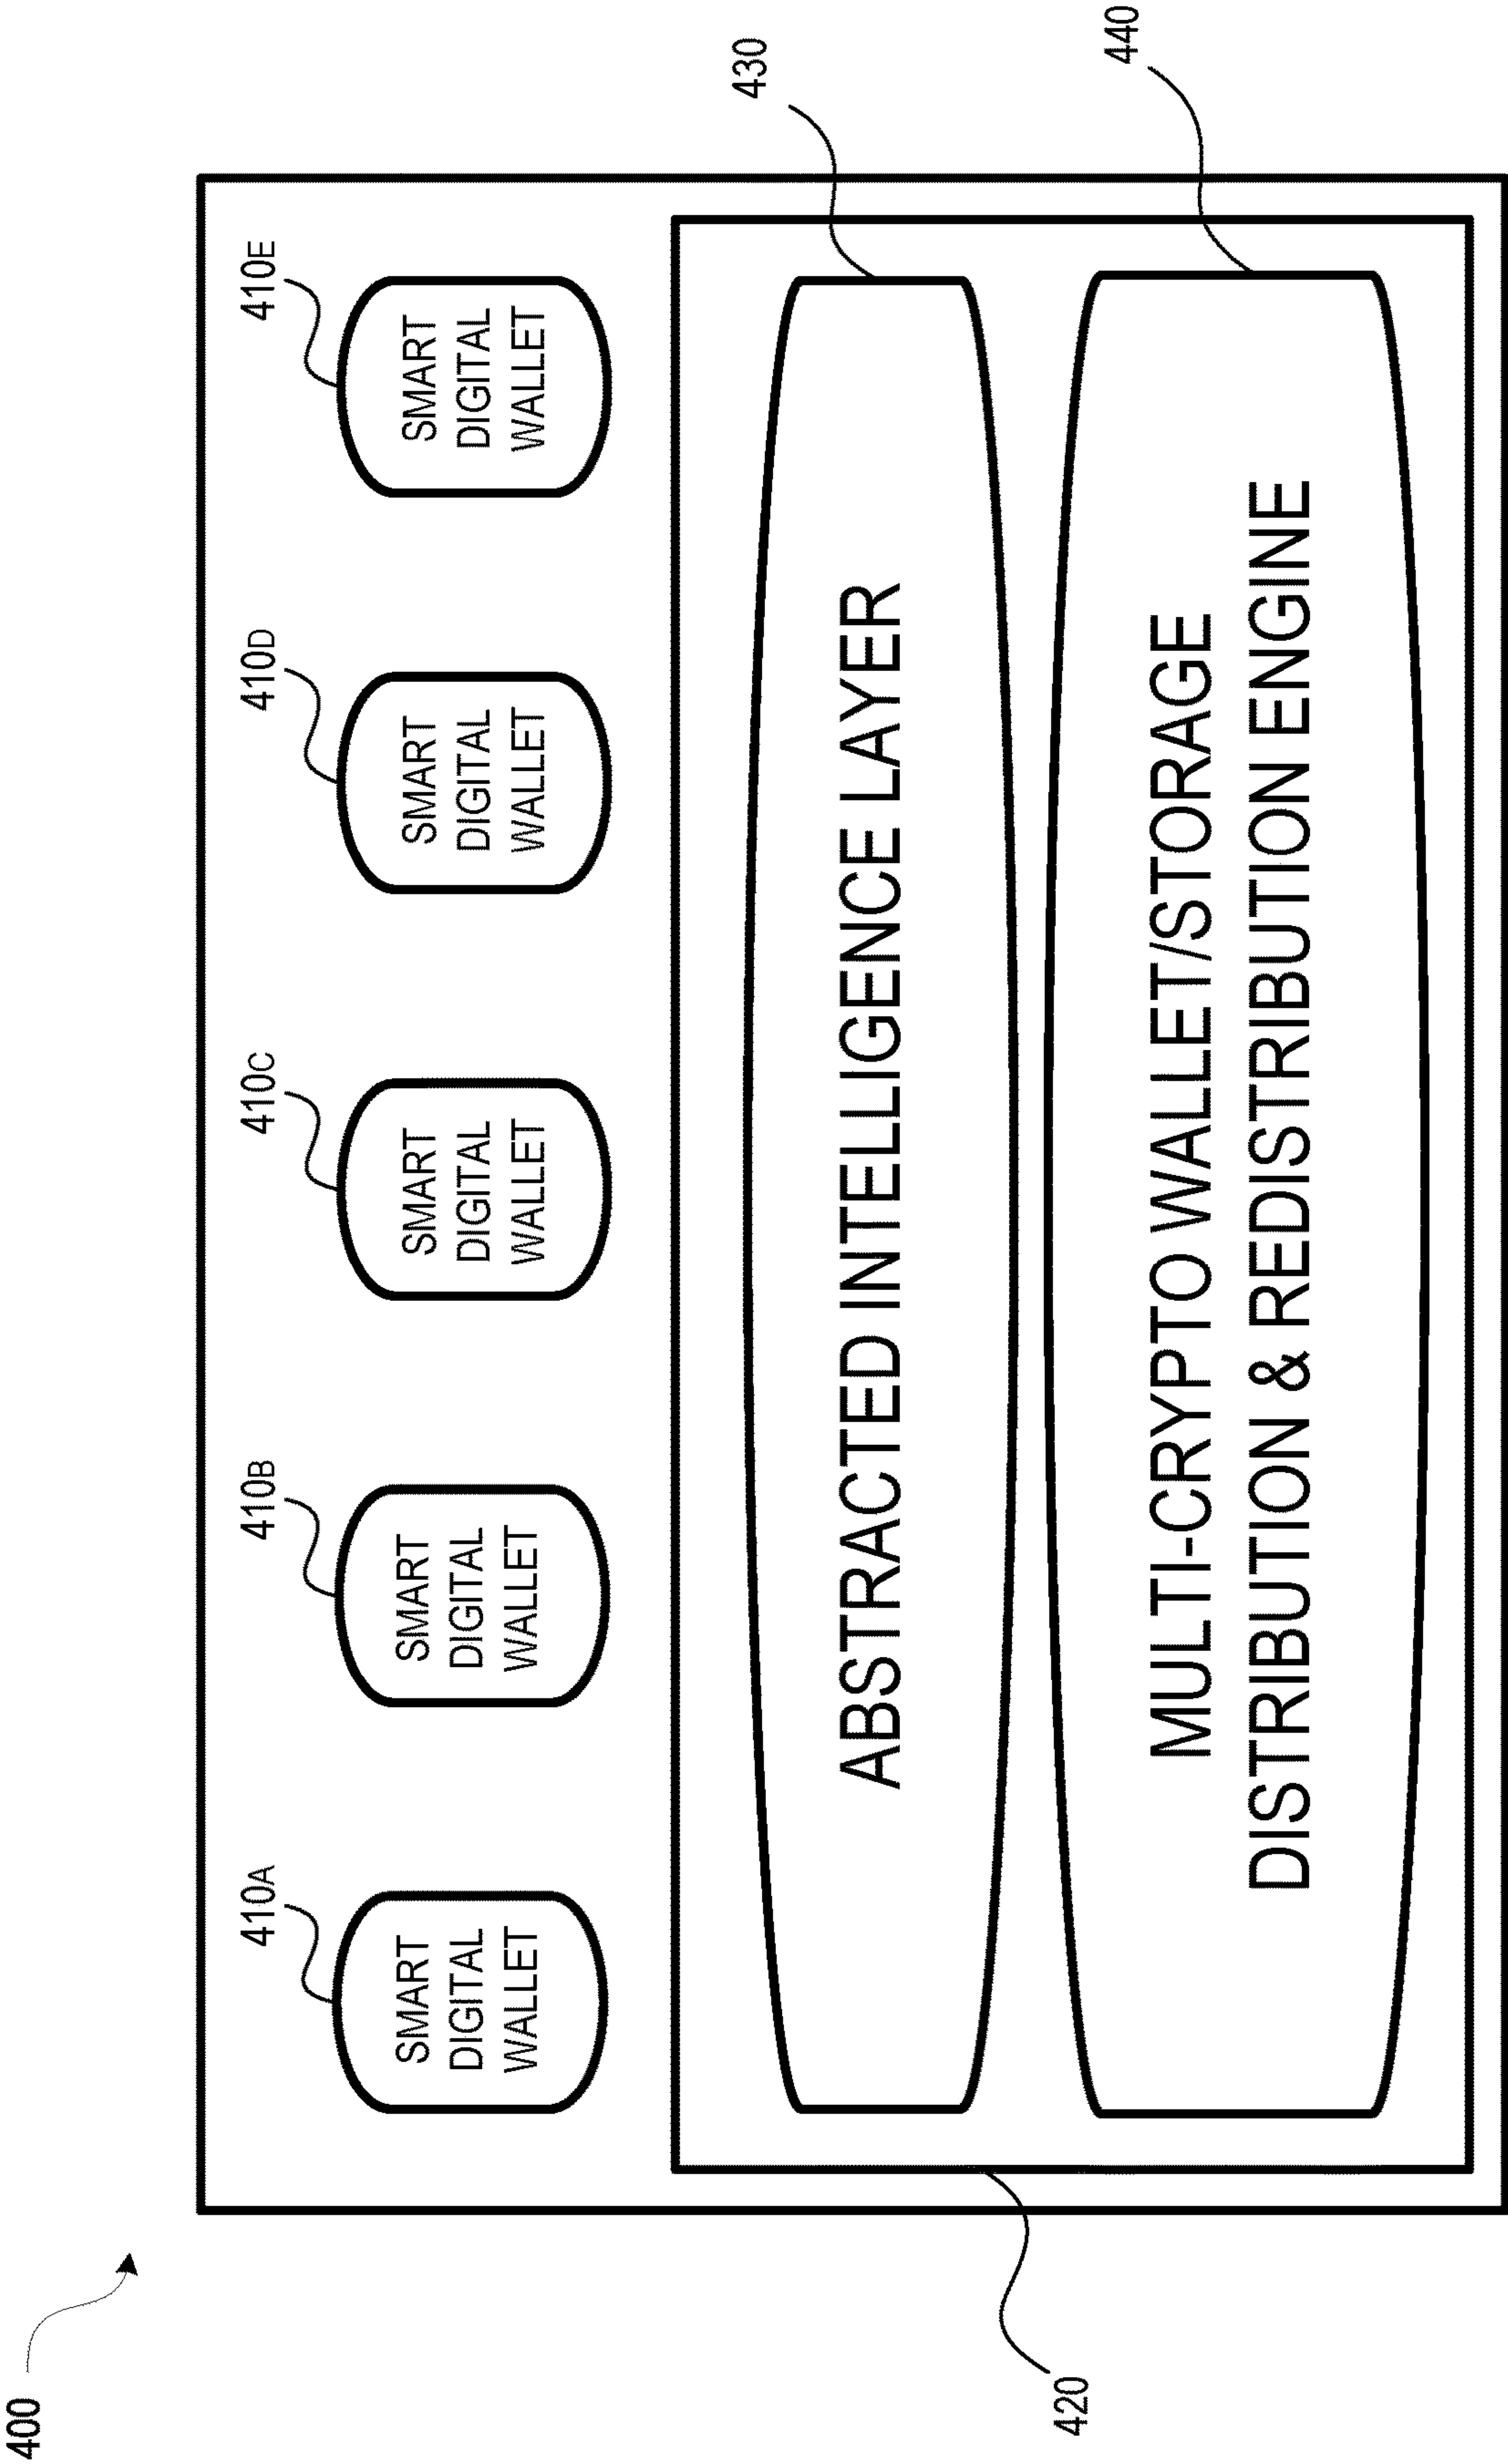 400
410A
410B
410C
410D
410E
SMART
DIGITAL
WALLET
SMART
DIGITAL
WALLET
SMART
DIGITAL
WALLET
SMART
DIGITAL
WALLET
SMART
DIGITAL
WALLET
430
ABSTRACTED INTELLIGENCE LAYER
420
440
MULTI-CRYPTO WALLET/STORAGE
DISTRIBUTION & REDISTRIBUTION ENGINE